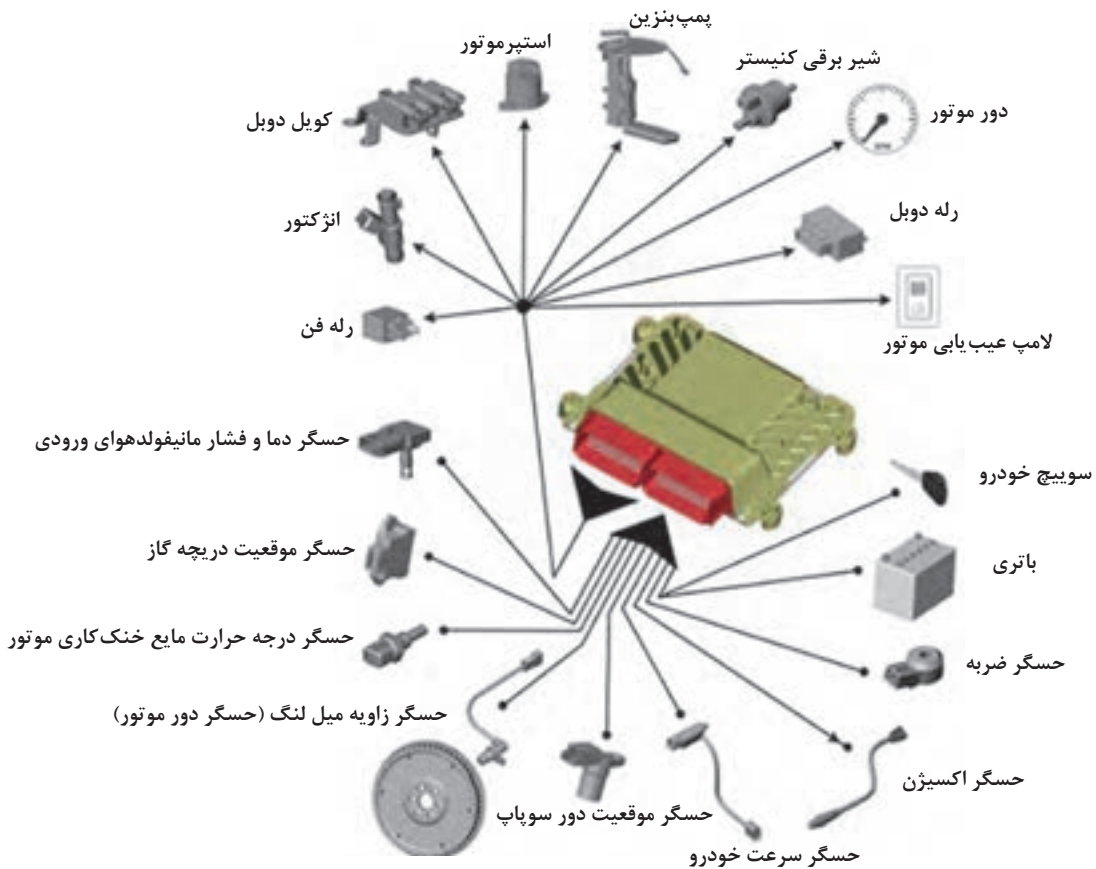 پمپ‌بنزین
استپرموتور
شیر برقی کنیستر
دور موتور
کویل دوبل
رله دوبل
انژکتور
رله فن
لامپ عیب‌یابی موتور
حسگر دما و فشار مانیفولدهوای ورودی
سوییچ خودرو
حسگر موقعیت دریچه گاز
باتری
حسگر درجه حرارت مایع خنک‌کاری موتور
حسگر ضربه
حسگر زاویه میل لنگ (حسگر دور موتور)
حسگر اکسیژن
حسگر موقعیت دور سوپاپ
حسگر سرعت خودرو